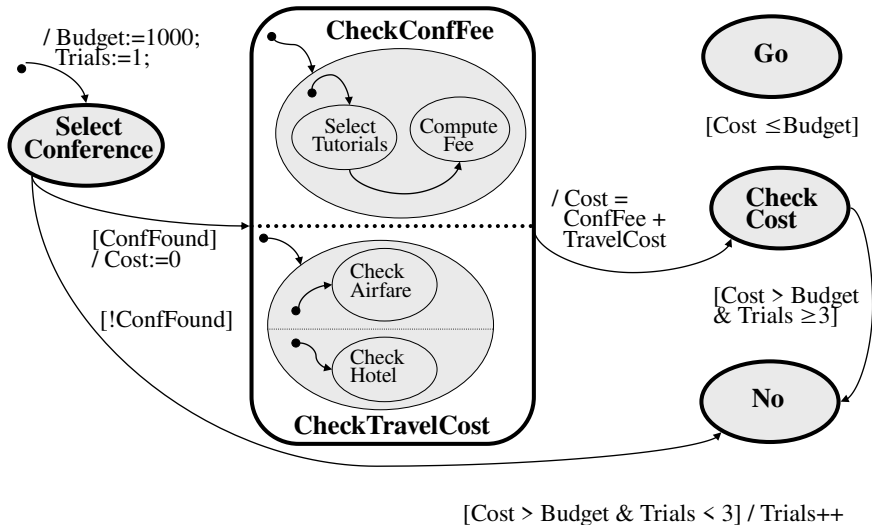 / Budget:=1000;
Trials:=1;
Select
Conference
CheckConfFee
Select
Tutorials
Compute
Fee
Go
[Cost ≤Budget]
[ConfFound]
/ Cost:=0
[!ConfFound]
Check
Airfare
Check
Hotel
CheckTravelCost
/ Cost =
ConfFee +
TravelCost
Check
Cost
[Cost > Budget
& Trials ≥3]
No
[Cost > Budget & Trials < 3] / Trials++